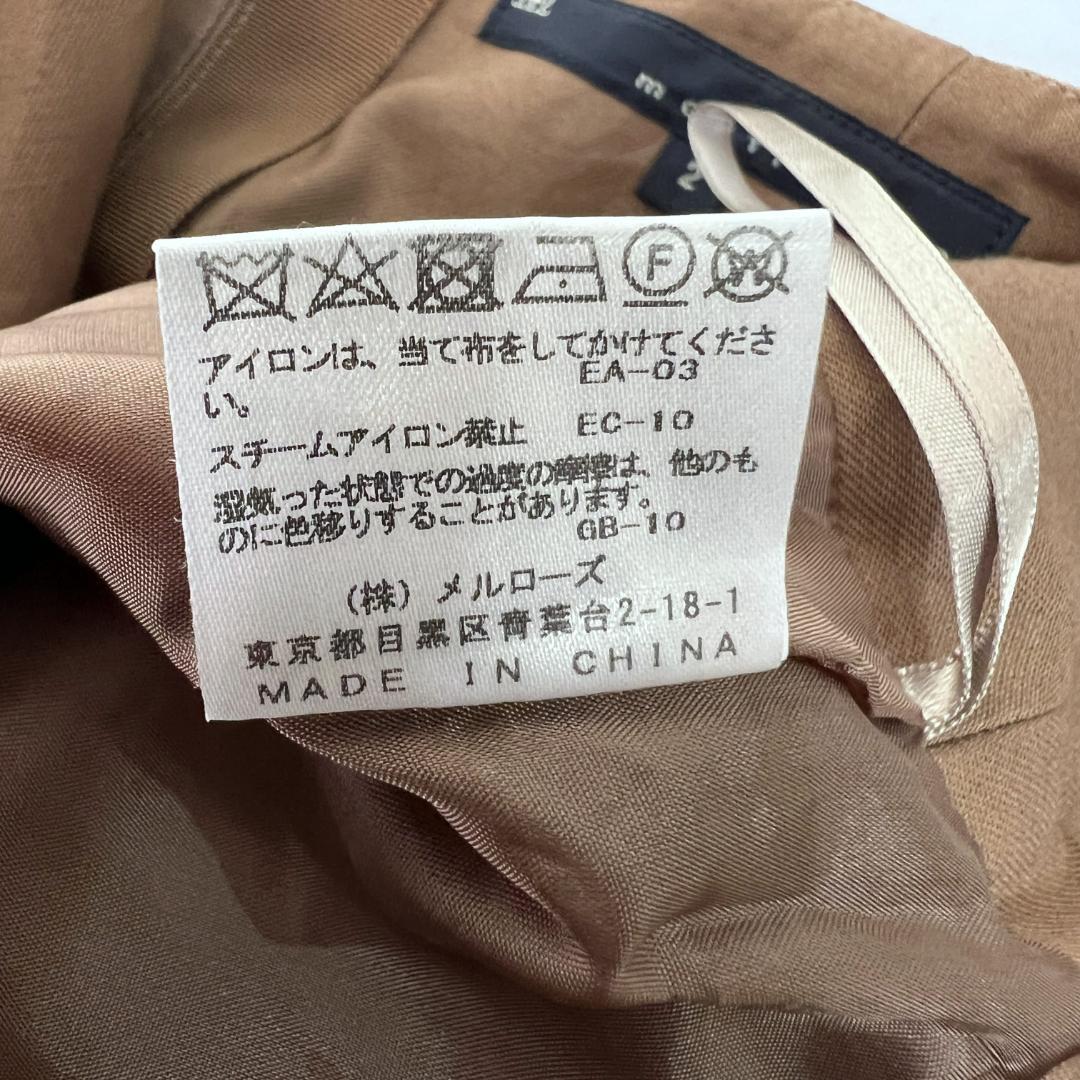 2
F
W
アイロンは、当て布をしてかけてくださ
い。
EA-03
スチームアイロン禁止 EC-10
湿気った状態での過度の摩擦は、他のも
のに色移りすることがあります。
GB-10
(株) メルローズ
東京都目黒区青葉台2-18-1
MADE IN CHINA